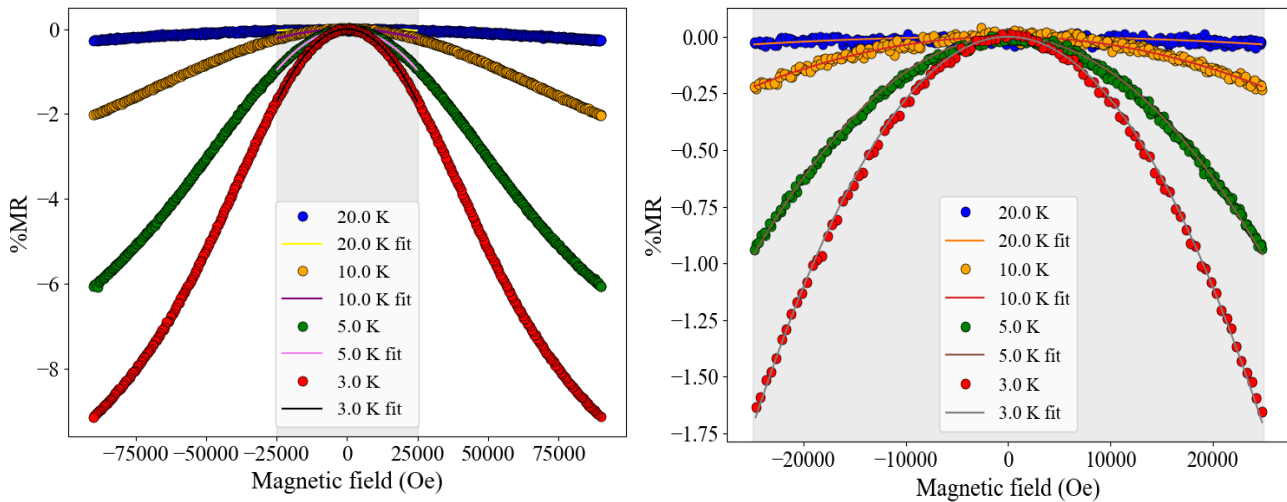 %MR
0
−2
−4
−6
−8
20.0 K
20.0 K fit
10.0 K
10.0 K fit
5.0 K
5.0 K fit
3.0 K
3.0 K fit
−75000 −50000 −25000 0 25000 50000 75000
Magnetic field (Oe)
%MR
0.00
−0.25
−0.50
−0.75
−1.00
−1.25
−1.50
−1.75
20.0 K
20.0 K fit
10.0 K
10.0 K fit
5.0 K
5.0 K fit
3.0 K
3.0 K fit
−20000 −10000 0 10000 20000
Magnetic field (Oe)